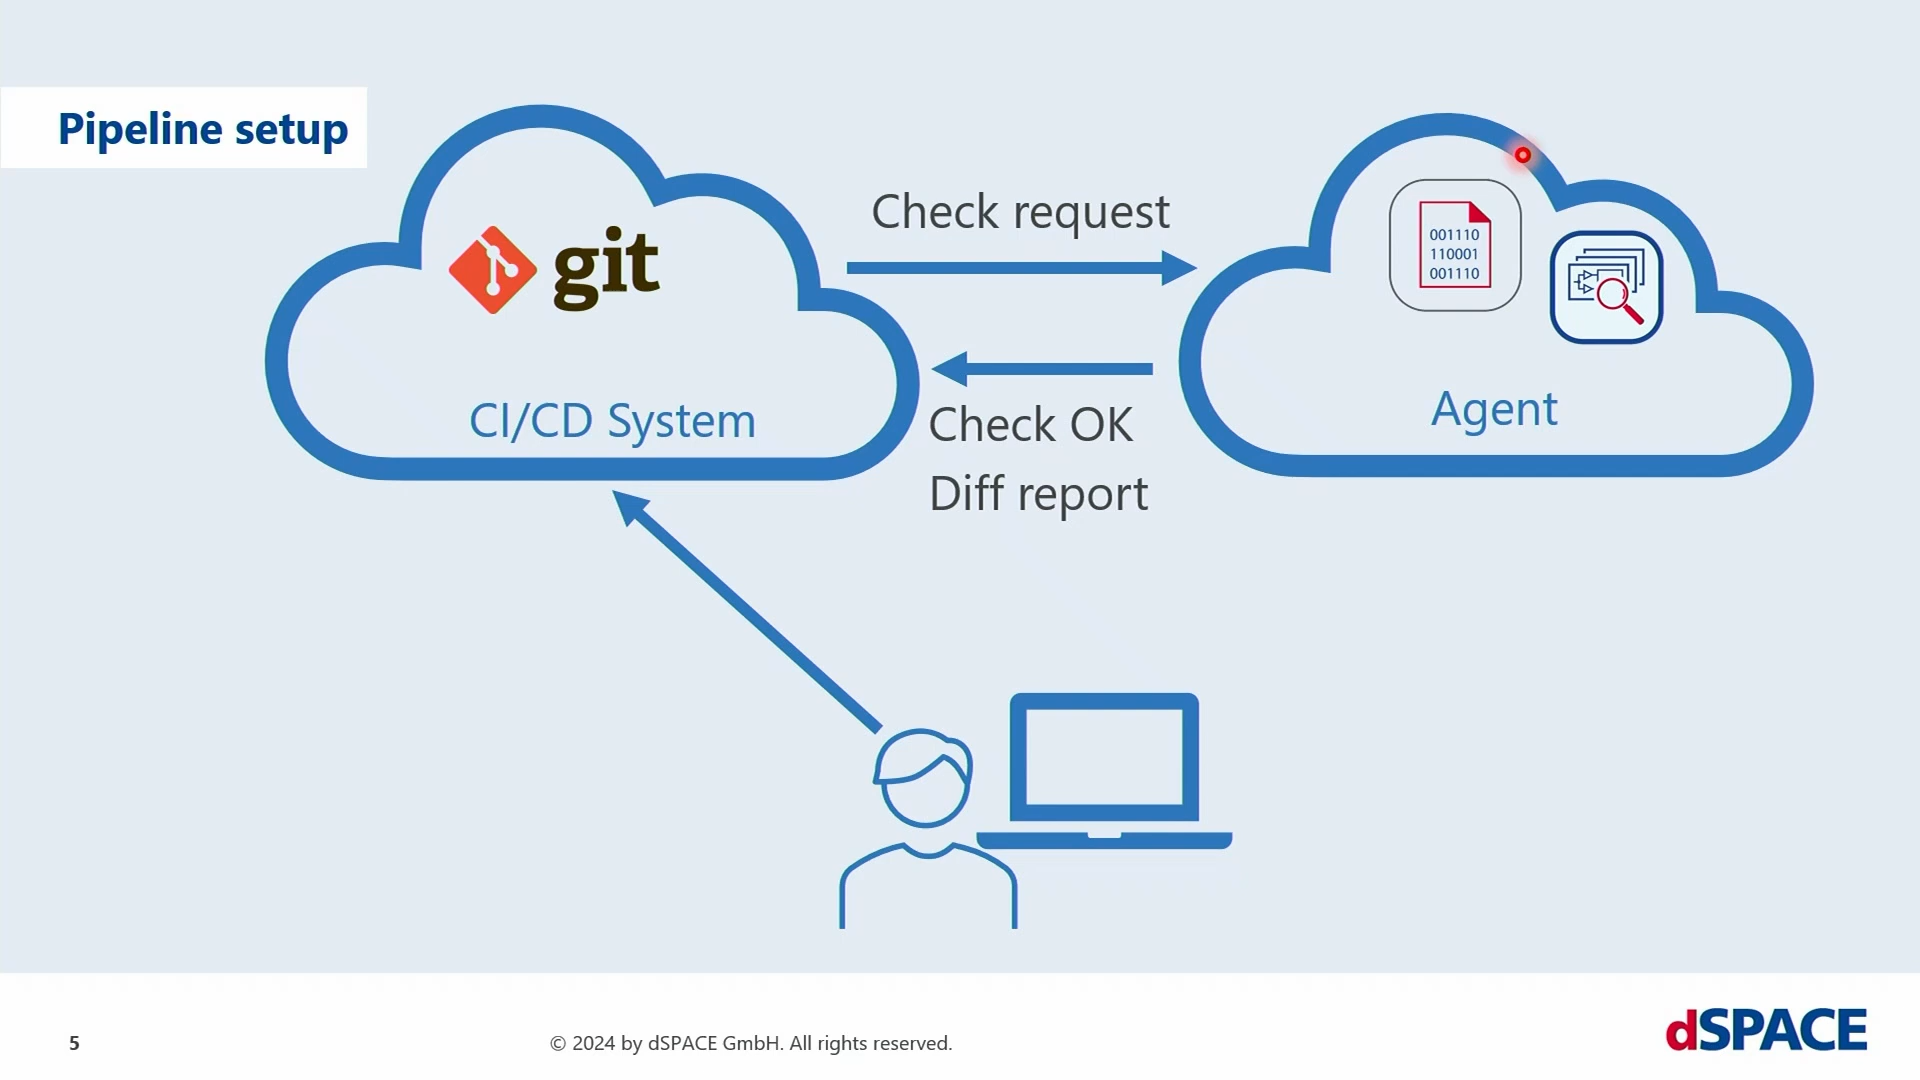 Pipeline setup
git
CI/CD System
Check request
Check OK
Diff report
001110
110001
001110
Agent
5
© 2024 by dSPACE GmbH. All rights reserved.
dSPACE